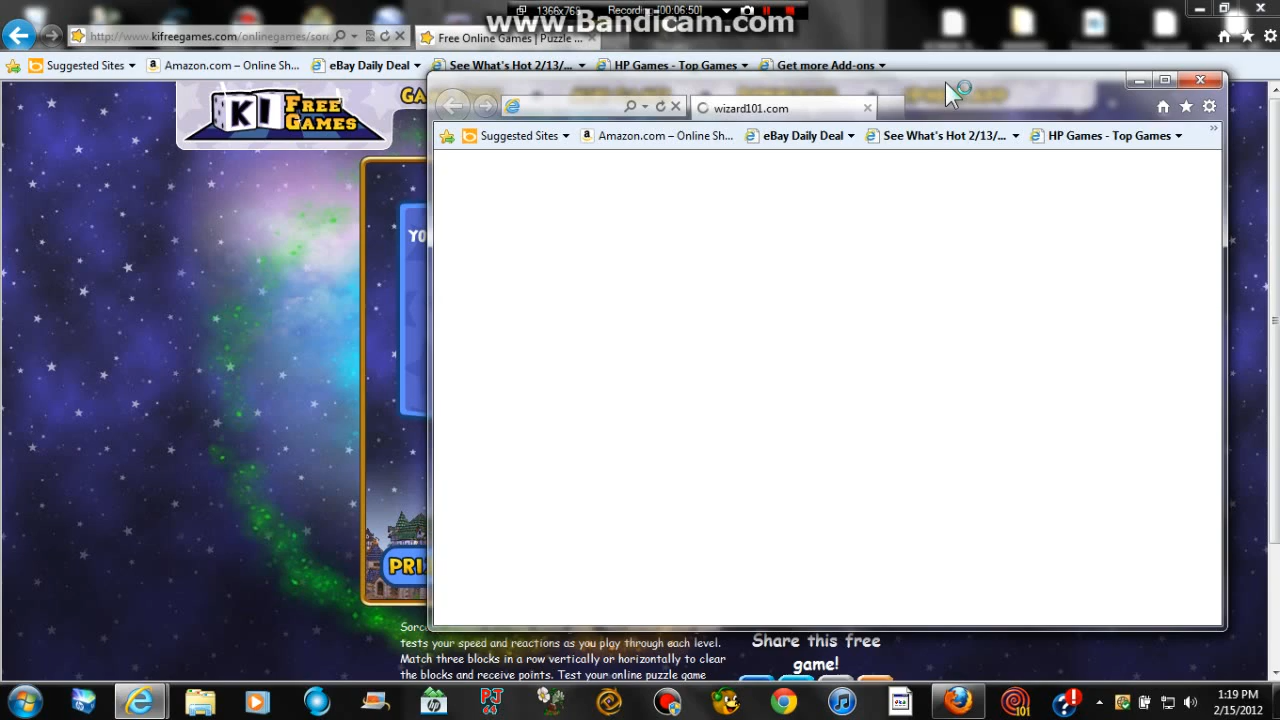 1366x768 Recording [00:06:50]
www.Bandicam.com
http://www.kifreegames.com/onlinegames/sor
Free Online Games | Puzzle ...
Suggested Sites
Amazon.com – Online Sh...
eBay Daily Deal
See What's Hot 2/13/...
HP Games - Top Games
Get more Add-ons
KI FREE GAMES
GA
wizard101.com
Suggested Sites
Amazon.com – Online Sh...
eBay Daily Deal
See What's Hot 2/13/...
HP Games - Top Games
YO
PRI
Sorc
tests your speed and reactions as you play through each level.
Match three blocks in a row vertically or horizontally to clear
the blocks and receive points. Test your online puzzle game
Share this free
game!
PJ
64
101
1:19 PM
2/15/2012